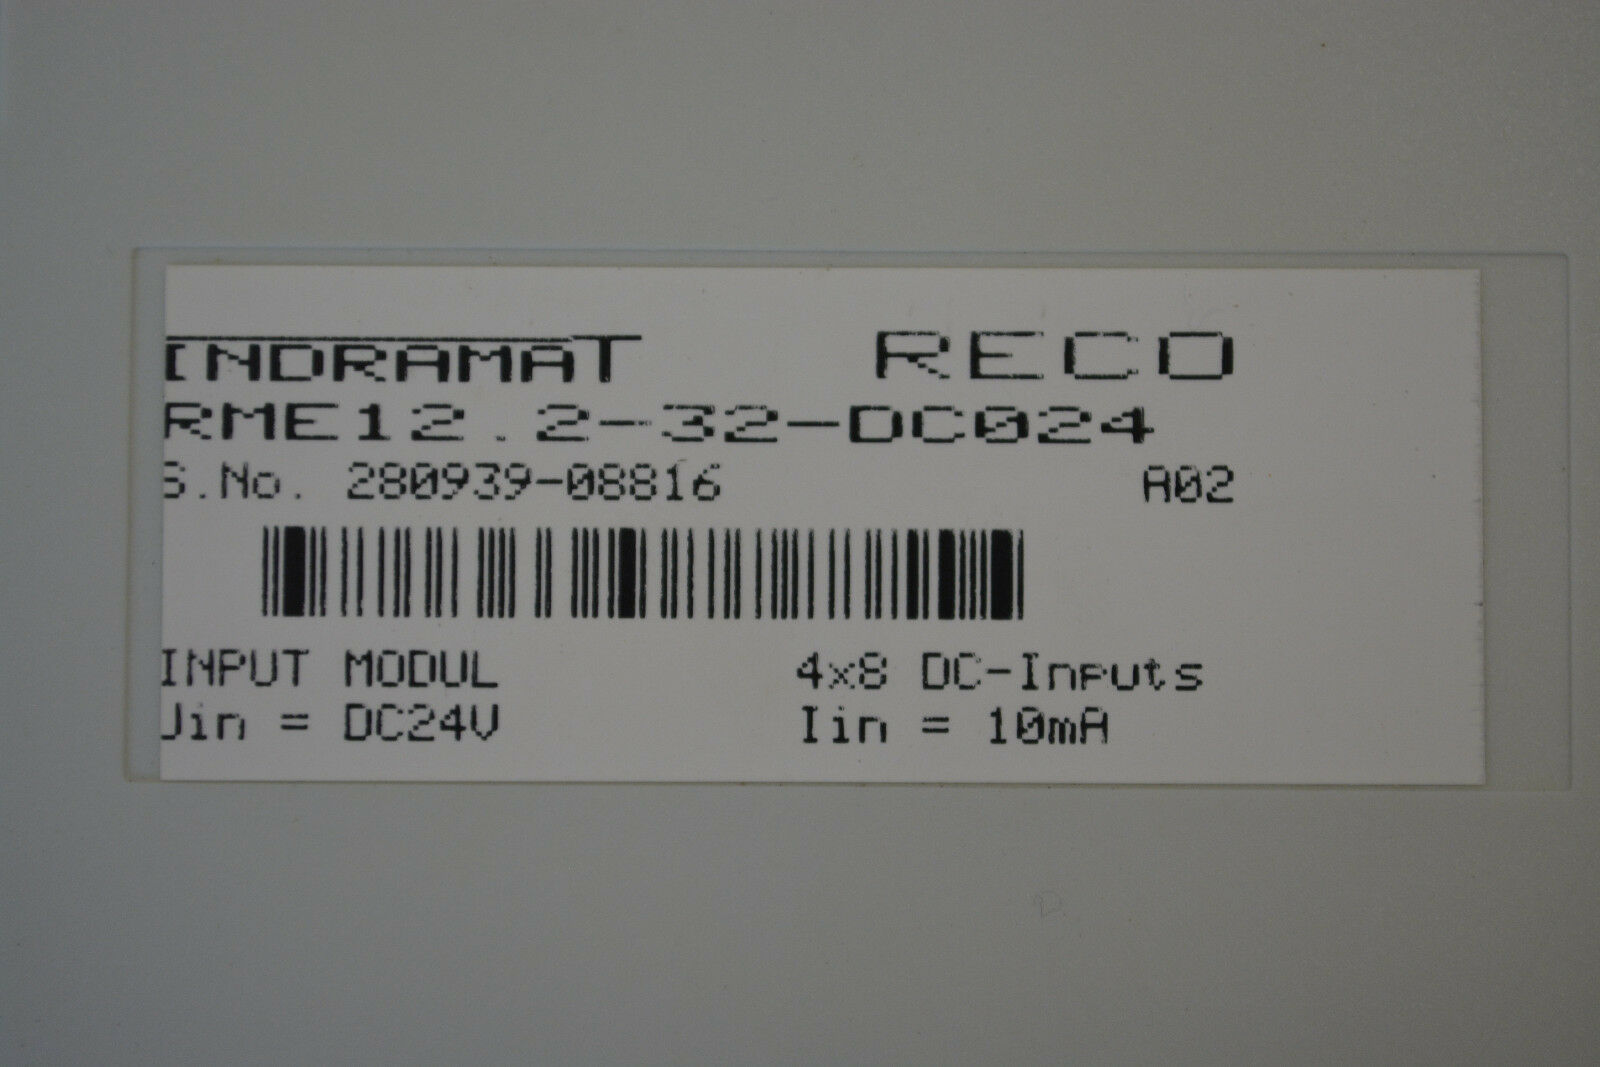 INDRAMAT RECO
RME12.2-32-DC024
S.No. 280939-08816 A02
INPUT MODUL 4x8 DC-Inputs
Uin = DC24V Iin = 10mA